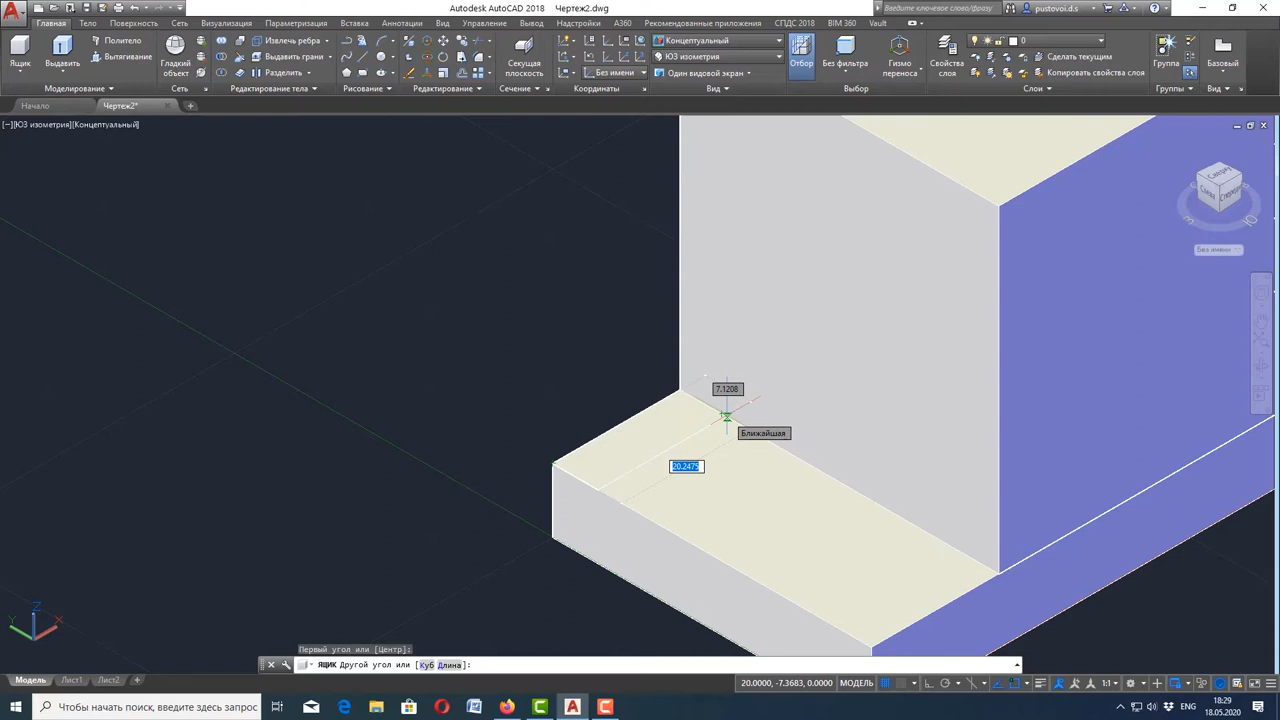 Autodesk AutoCAD 2018 Чертеж2.dwg
Введите ключевое слово/фразу
pustovoi.d.s
Главная Тело Поверхность Сеть Визуализация Параметризация Вставка Аннотации Вид Управление Вывод Надстройки A360 Рекомендованные приложения СПДС 2018 BIM 360 Vault
Ящик Выдавить Политело Вытягивание
Гладкий объект
Извлечь ребра
Выдавить грани
Разделить
Секущая плоскость
Без имени
Концептуальный
ЮЗ изометрия
Один видовой экран
Отбор Без фильтра Гизмо переноса
Свойства слоя
0
Сделать текущим
Копировать свойства слоя
Группа Базовый
Моделирование Сеть Редактирование тела Рисование Редактирование Сечение Координаты Вид Выбор Слои Группы Вид
Начало Чертеж2*
[−][ЮЗ изометрия][Концептуальный]
Ю
Без имени
7.1208
Ближайшая
20.2475
Z
Y X
Первый угол или [Центр]:
ЯЩИК Другой угол или [Куб Длина]:
Модель Лист1 Лист2
20.0000, -7.3683, 0.0000 МОДЕЛЬ 1:1
Чтобы начать поиск, введите здесь запрос
ENG 18:29
18.05.2020